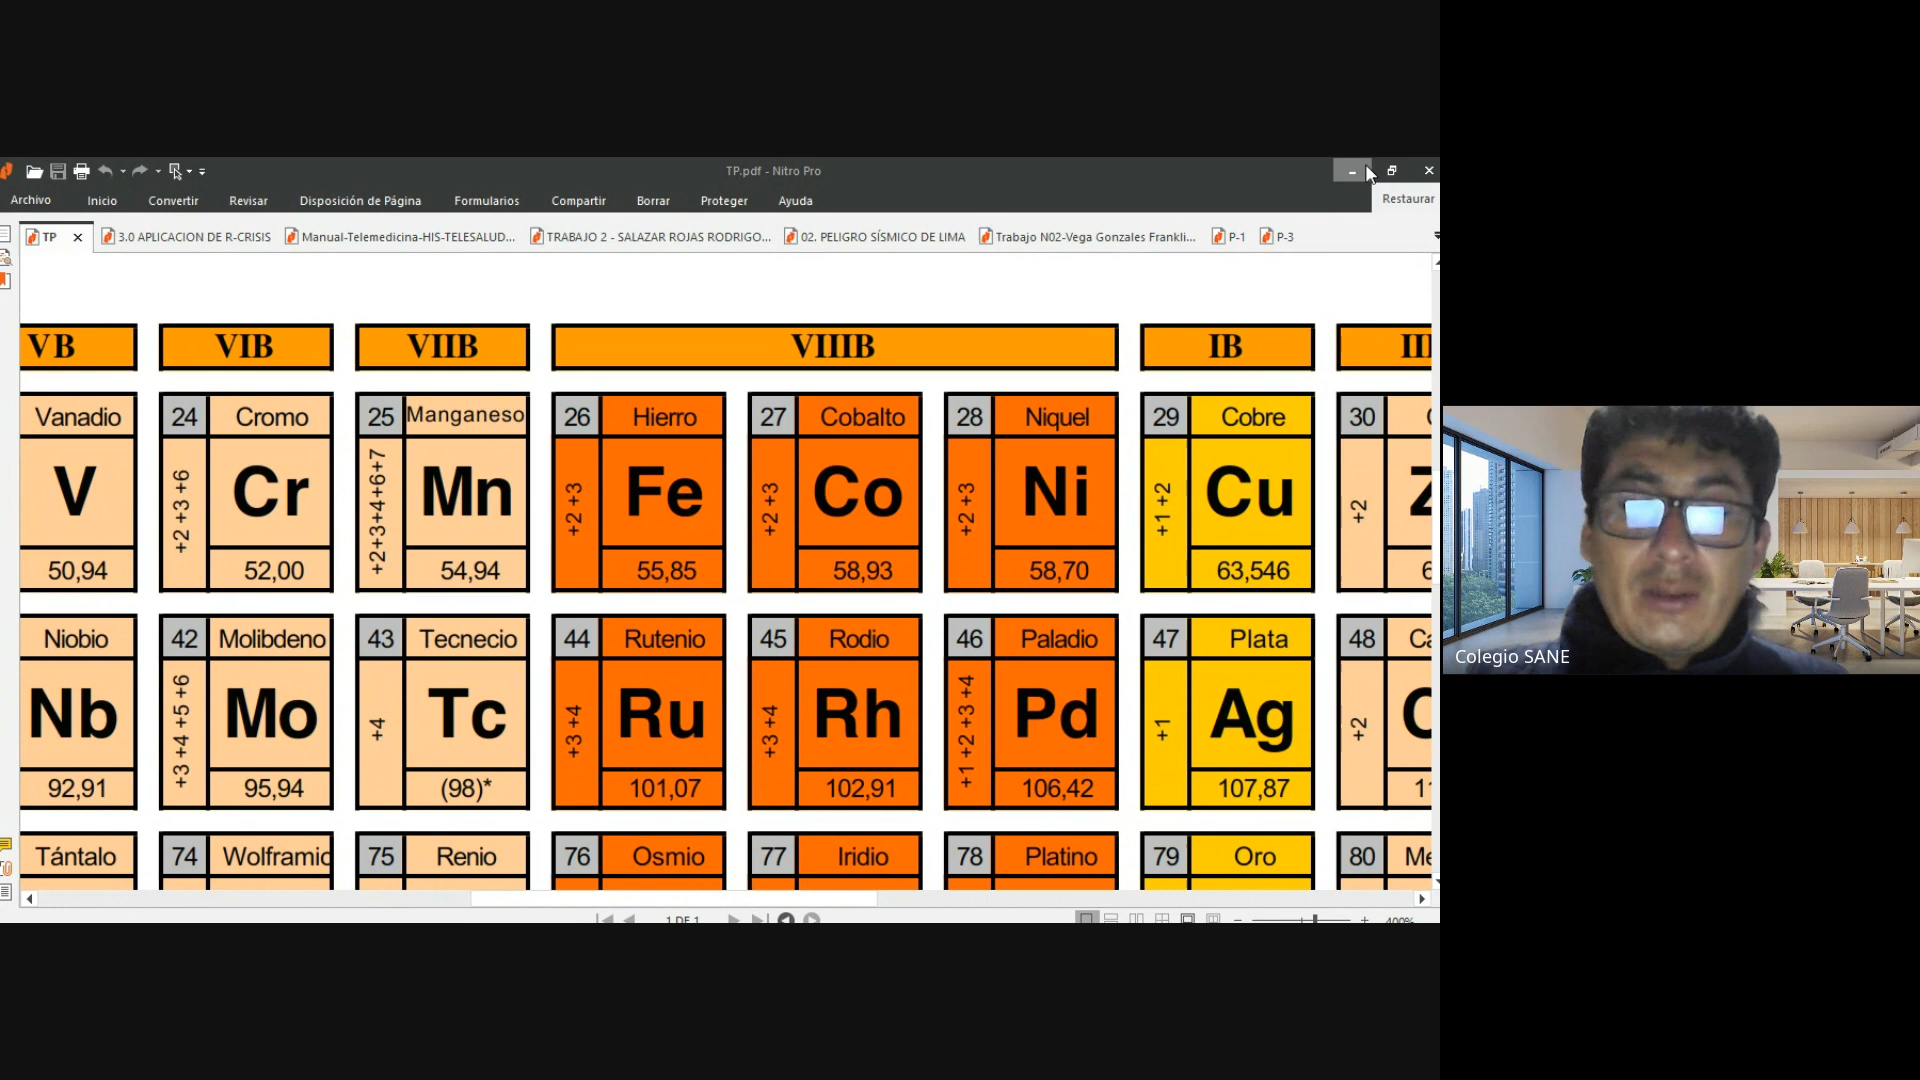 TP.pdf - Nitro Pro
Archivo Inicio Convertir Revisar Disposición de Página Formularios Compartir Borrar Proteger Ayuda Restaurar
TP 3.0 APLICACION DE R-CRISIS Manual-Telemedicina-HIS-TELESALUD... TRABAJO 2 - SALAZAR ROJAS RODRIGO... 02. PELIGRO SÍSMICO DE LIMA Trabajo N02-Vega Gonzales Frankli... P-1 P-3
VB VIB VIIB VIIIB IB
Vanadio 24 Cromo 25 Manganeso 26 Hierro 27 Cobalto 28 Niquel 29 Cobre 30
V +2 +3 +6 Cr +2+3+4+6+7 Mn +2 +3 Fe +2 +3 Co +2 +3 Ni +1 +2 Cu +2
50,94 52,00 54,94 55,85 58,93 58,70 63,546
Niobio 42 Molibdeno 43 Tecnecio 44 Rutenio 45 Rodio 46 Paladio 47 Plata 48
Nb +3 +4 +5 +6 Mo +4 Tc +3 +4 Ru +3 +4 Rh +1 +2 +3 +4 Pd +1 Ag +2
92,91 95,94 (98)* 101,07 102,91 106,42 107,87
Tántalo 74 Wolframio 75 Renio 76 Osmio 77 Iridio 78 Platino 79 Oro 80
1 DE 1 400%
Colegio SANE